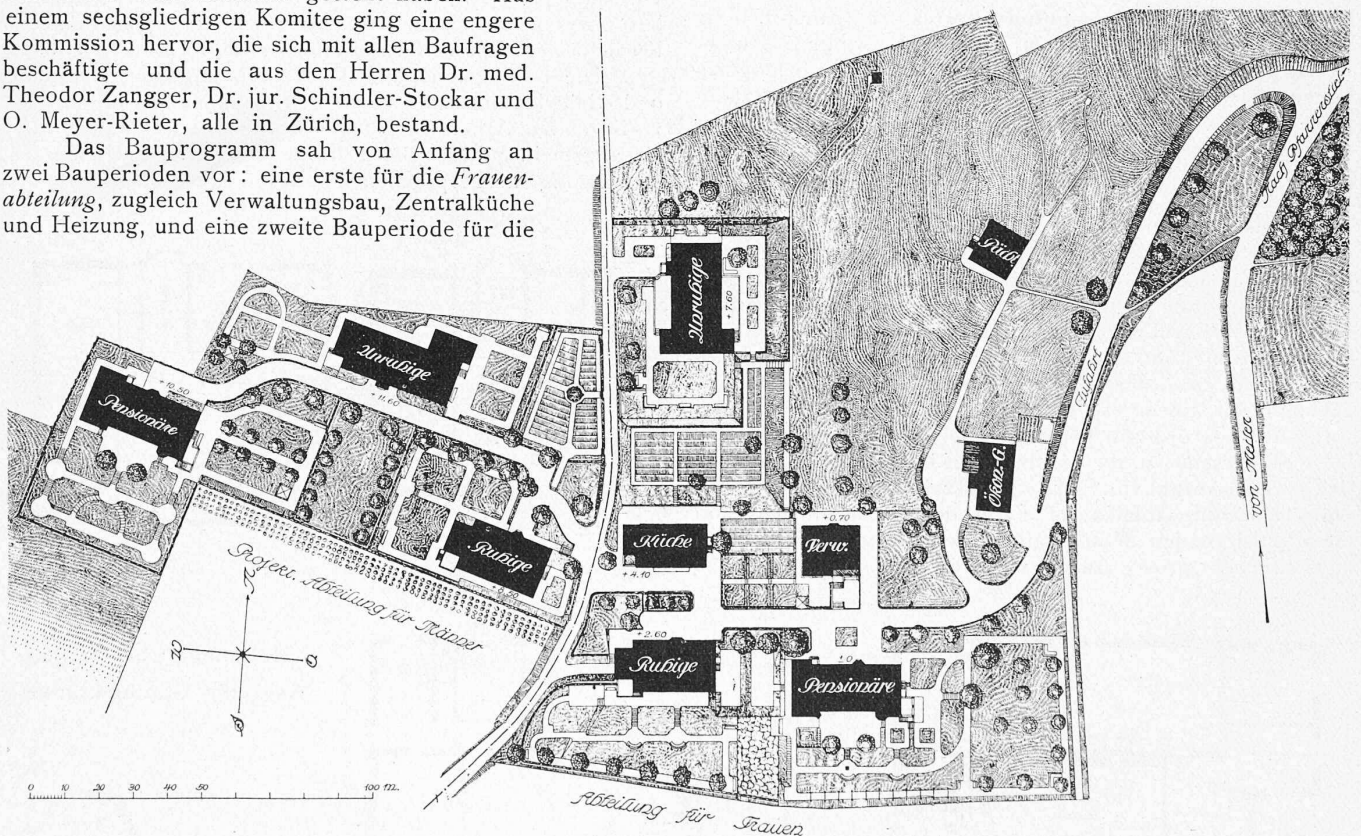 einem sechsgliedrigen Komitee ging eine engere
Kommission hervor, die sich mit allen Baufragen
beschäftigte und die aus den Herren Dr. med.
Theodor Zangger, Dr. jur. Schindler-Stockar und
O. Meyer-Rieter, alle in Zürich, bestand.
Das Bauprogramm sah von Anfang an
zwei Bauperioden vor: eine erste für die Frauen-
abteilung, zugleich Verwaltungsbau, Zentralküche
und Heizung, und eine zweite Bauperiode für die
Nach Pfannenstiel
Unruhige
+7.60
Unruhige
+11.60
Pensionäre
+10.50
Zufahrt
von Meilen
Ökon.-G.
Ruhige
Küche
+4.10
+0.70
Verw.
Projekt. Abteilung für Männer
N
W
O
S
+2.60
Ruhige
±0
Pensionäre
0 10 20 30 40 50 100 m.
Abteilung für Frauen